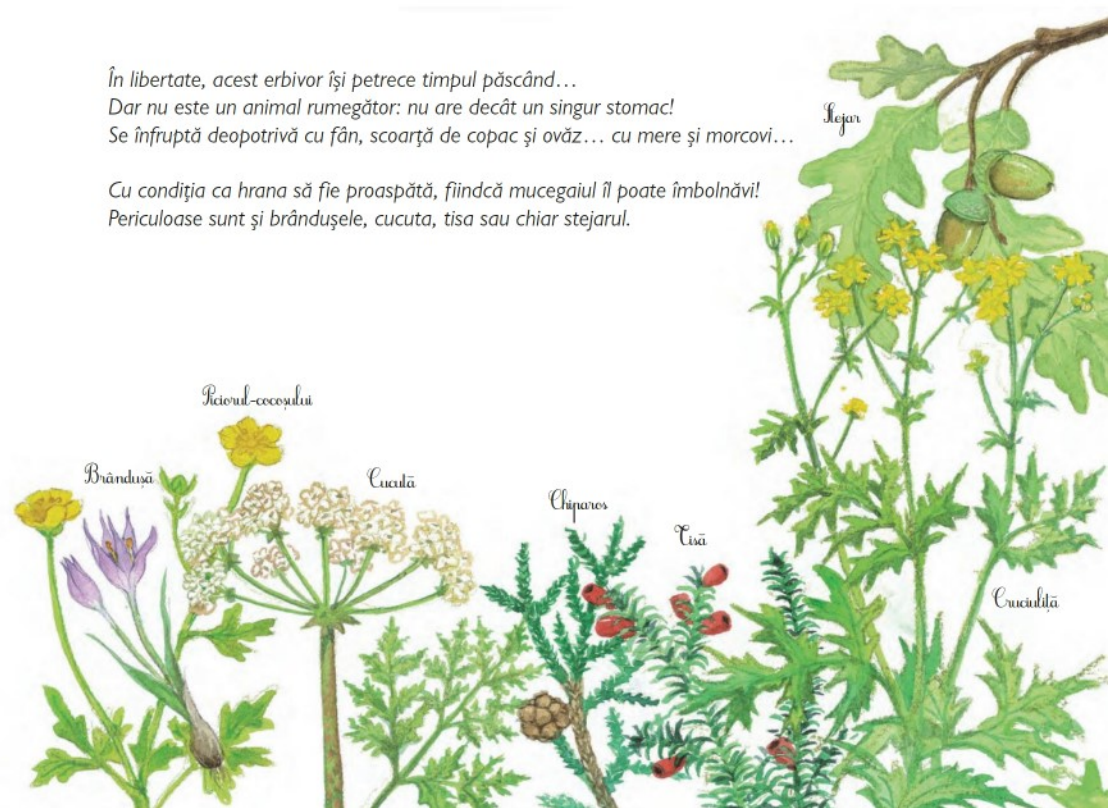 În libertate, acest erbivor își petrece timpul păscând…
Dar nu este un animal rumegător: nu are decât un singur stomac!
Se înfruptă deopotrivă cu fân, scoarță de copac și ovăz… cu mere și morcovi…
Cu condiția ca hrana să fie proaspătă, fiindcă mucegaiul îl poate îmbolnăvi!
Periculoase sunt și brândușele, cucuta, tisa sau chiar stejarul.
Stejar
Piciorul-cocoșului
Brândușă
Cucută
Chiparos
Tisă
Cruciuliță